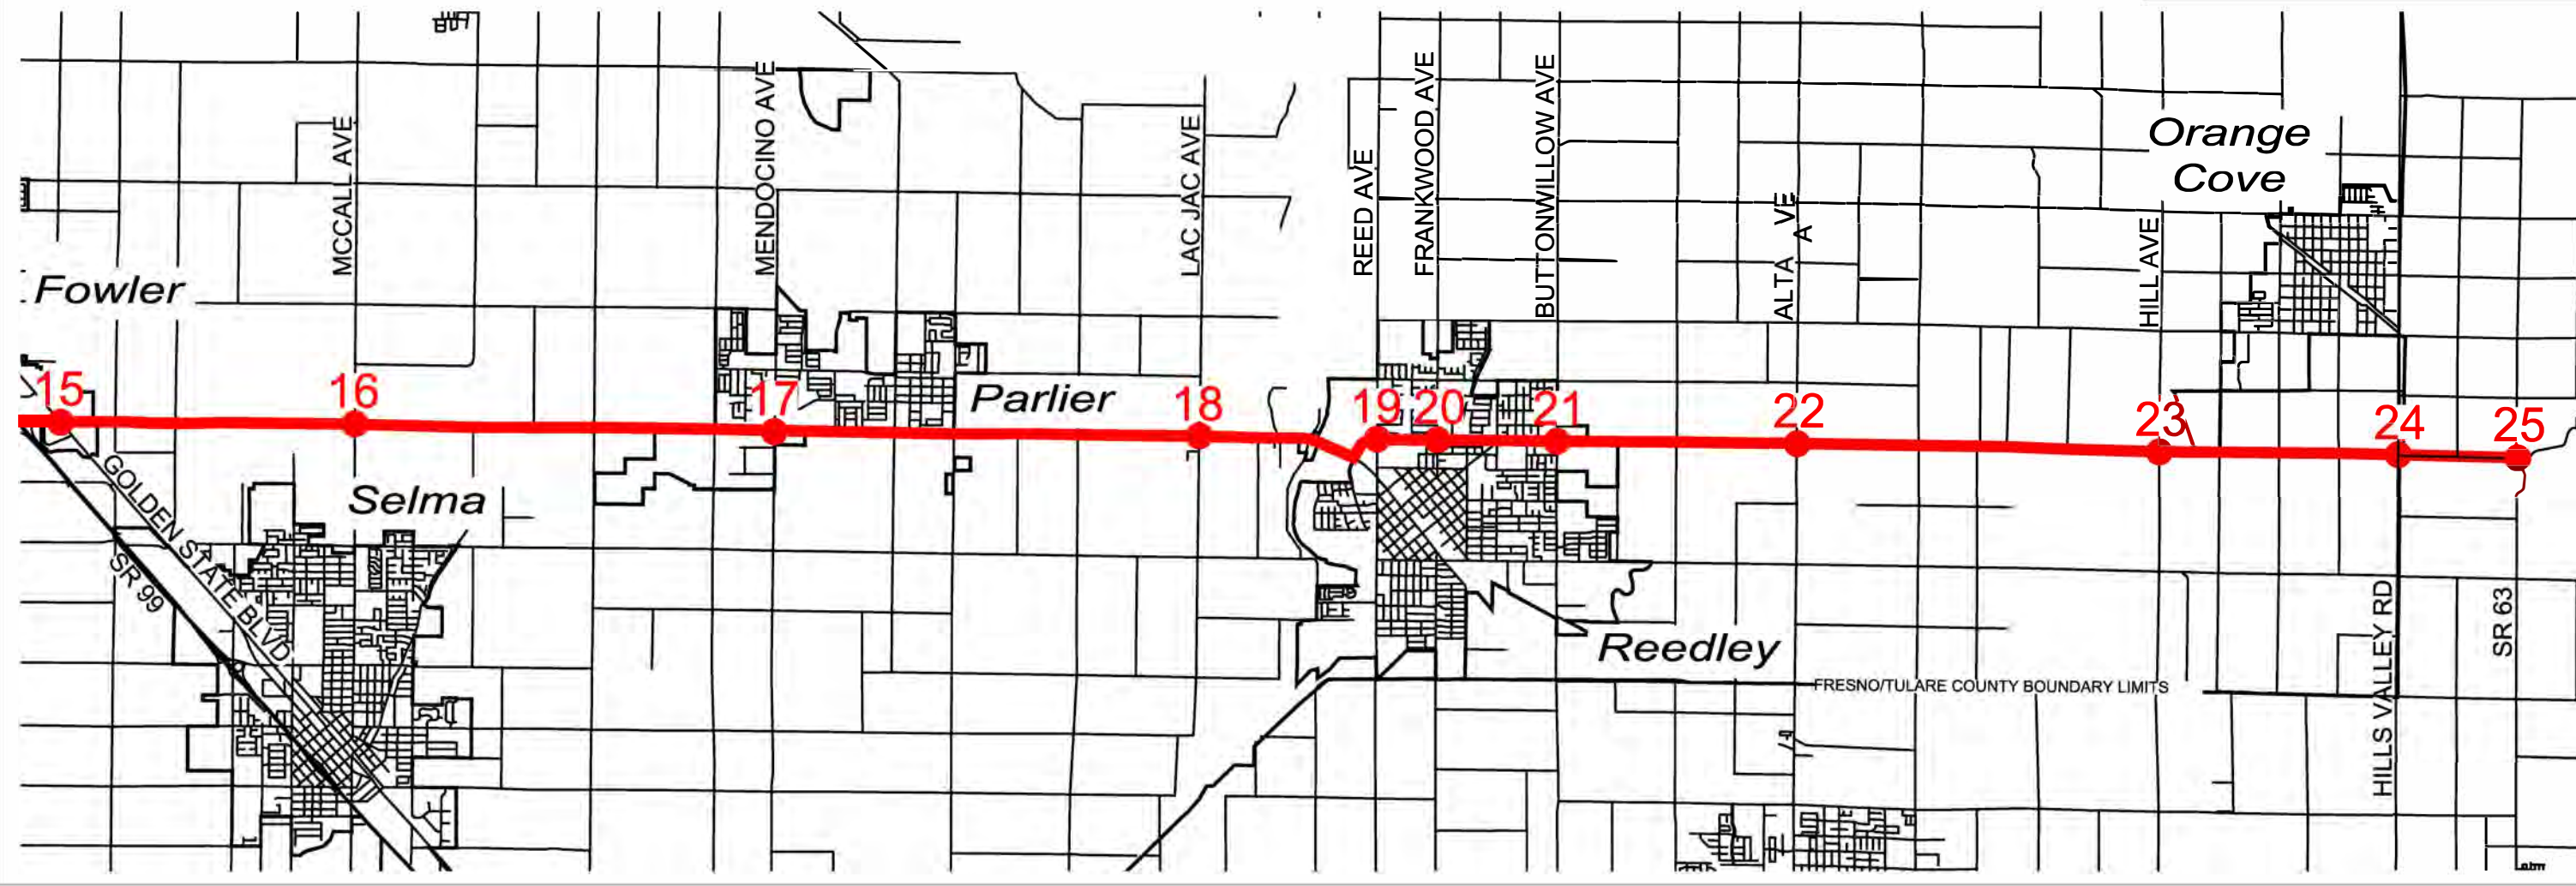 MCCALL AVE
MENDOCINO AVE
LAC JAC AVE
REED AVE
FRANKWOOD AVE
BUTTONWILLOW AVE
ALTA AVE
HILL AVE
Orange
Cove
Fowler
15
16
17
Parlier
18
19
20
21
22
23
24
25
Selma
GOLDEN STATE BLVD
SR 99
Reedley
FRESNO/TULARE COUNTY BOUNDARY LIMITS
HILLS VALLEY RD
SR 63